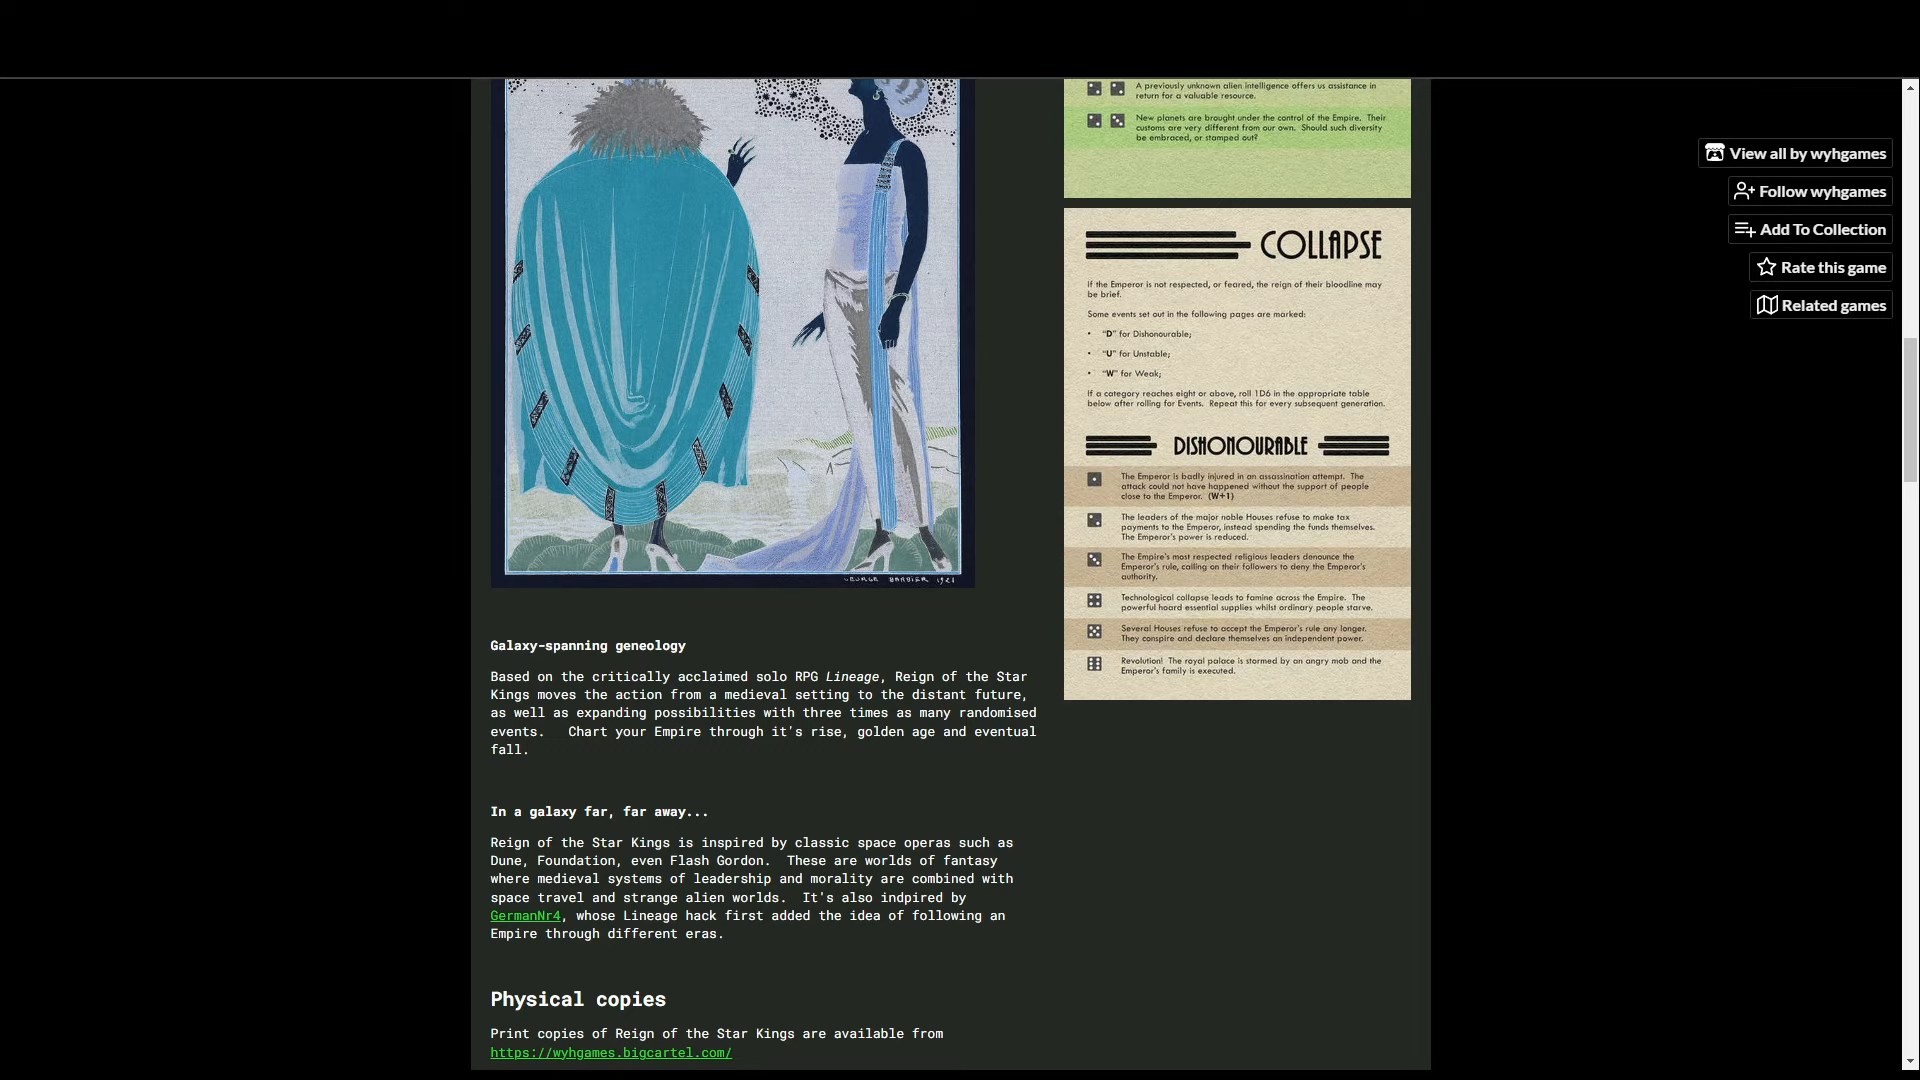 A previously unknown alien intelligence offers us assistance in
return for a valuable resource.
New planets are brought under the control of the Empire. Their
customs are very different from our own. Should such diversity
be embraced, or stamped out?
View all by wyhgames
Follow wyhgames
Add To Collection
Rate this game
Related games
COLLAPSE
If the Emperor is not respected, or feared, the reign of their bloodline may
be brief.
Some events set out in the following pages are marked:
• "D" for Dishonourable;
• "U" for Unstable;
• "W" for Weak;
If a category reaches eight or above, roll 1D6 in the appropriate table
below after rolling for Events. Repeat this for every subsequent generation.
DISHONOURABLE
The Emperor is badly injured in an assassination attempt. The
attack could not have happened without the support of people
close to the Emperor. (W+1)
The leaders of the major noble Houses refuse to make tax
payments to the Emperor, instead spending the funds themselves.
The Emperor's power is reduced.
The Empire's most respected religious leaders denounce the
Emperor's rule, calling on their followers to deny the Emperor's
authority.
Technological collapse leads to famine across the Empire. The
powerful hoard essential supplies whilst ordinary people starve.
Several Houses refuse to accept the Emperor's rule any longer.
They conspire and declare themselves an independent power.
Revolution! The royal palace is stormed by an angry mob and the
Emperor's family is executed.
GEORGE BARBIER 1921
Galaxy-spanning geneology
Based on the critically acclaimed solo RPG Lineage, Reign of the Star
Kings moves the action from a medieval setting to the distant future,
as well as expanding possibilities with three times as many randomised
events. Chart your Empire through it's rise, golden age and eventual
fall.
In a galaxy far, far away...
Reign of the Star Kings is inspired by classic space operas such as
Dune, Foundation, even Flash Gordon. These are worlds of fantasy
where medieval systems of leadership and morality are combined with
space travel and strange alien worlds. It's also indpired by
GermanNr4, whose Lineage hack first added the idea of following an
Empire through different eras.
Physical copies
Print copies of Reign of the Star Kings are available from
https://wyhgames.bigcartel.com/